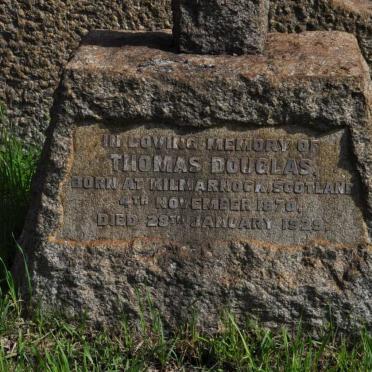 IN LOVING MEMORY OF
THOMAS DOUGLAS,
BORN AT KILMARNOCK, SCOTLAND
4TH NOVEMBER 1870,
DIED 28TH JANUARY 1929.